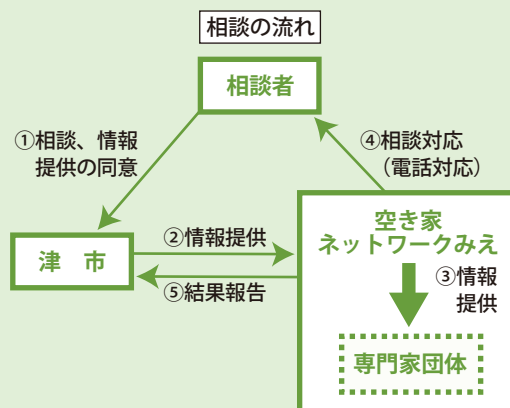 相談の流れ
相談者
①相談、情報
提供の同意
④相談対応
（電話対応）
空き家
ネットワークみえ
②情報提供
津　市
③情報
提供
⑤結果報告
専門家団体